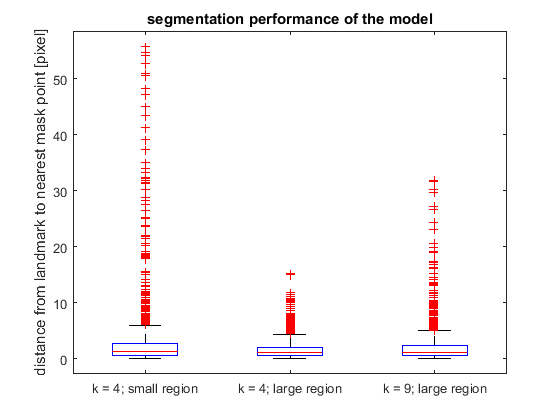 segmentation performance of the model
distance from landmark to nearest mask point [pixel]
50
40
30
20
10
0
k = 4; small region
k = 4; large region
k = 9; large region